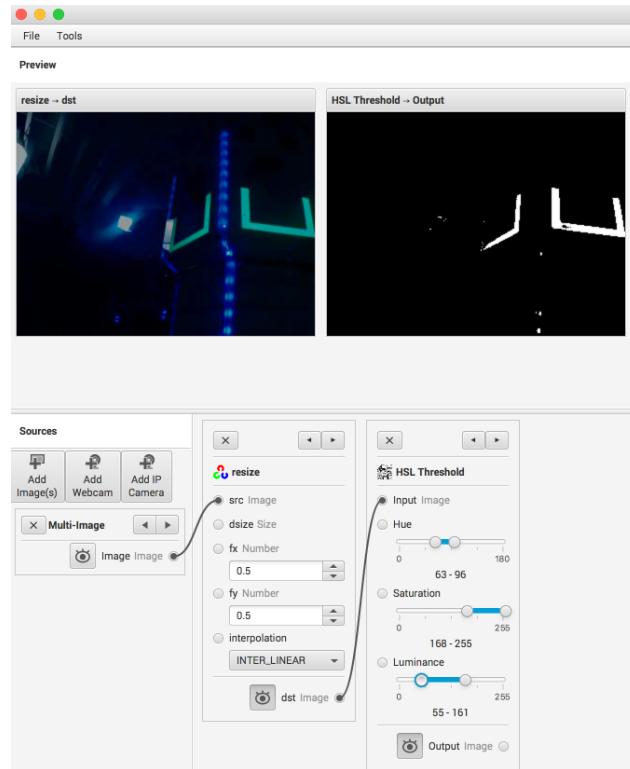 File Tools
Preview
resize → dst
HSL Threshold → Output
Sources
Add Image(s)
Add Webcam
Add IP Camera
Multi-Image
Image Image
resize
src Image
dsize Size
fx Number
0.5
fy Number
0.5
interpolation
INTER_LINEAR
dst Image
HSL Threshold
Input Image
Hue
0 180
63 - 96
Saturation
0 255
168 - 255
Luminance
0 255
55 - 161
Output Image